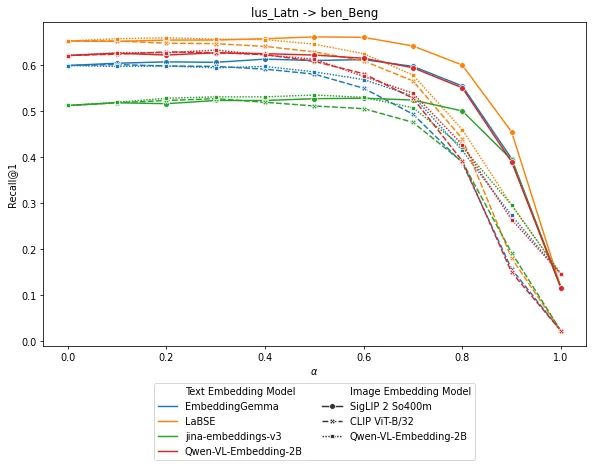 lus_Latn -> ben_Beng
Recall@1
0.6
0.5
0.4
0.3
0.2
0.1
0.0
0.0 0.2 0.4 0.6 0.8 1.0
α
Text Embedding Model
EmbeddingGemma
LaBSE
jina-embeddings-v3
Qwen-VL-Embedding-2B
Image Embedding Model
SigLIP 2 So400m
CLIP ViT-B/32
Qwen-VL-Embedding-2B